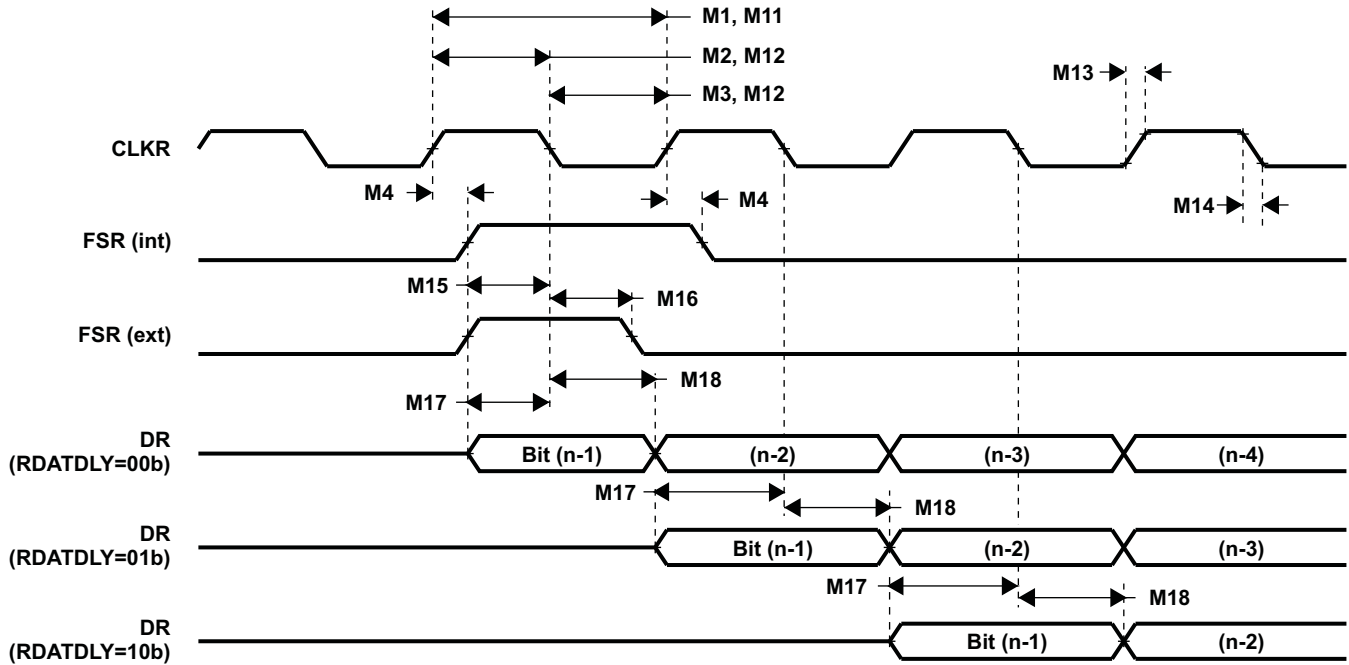 M1, M11
M2, M12
M3, M12
M13
CLKR
M4
M4
M14
FSR (int)
M15
M16
FSR (ext)
M18
M17
DR
(RDATDLY=00b)
Bit (n-1)
(n-2)
(n-3)
(n-4)
M17
M18
DR
(RDATDLY=01b)
Bit (n-1)
(n-2)
(n-3)
M17
M18
DR
(RDATDLY=10b)
Bit (n-1)
(n-2)